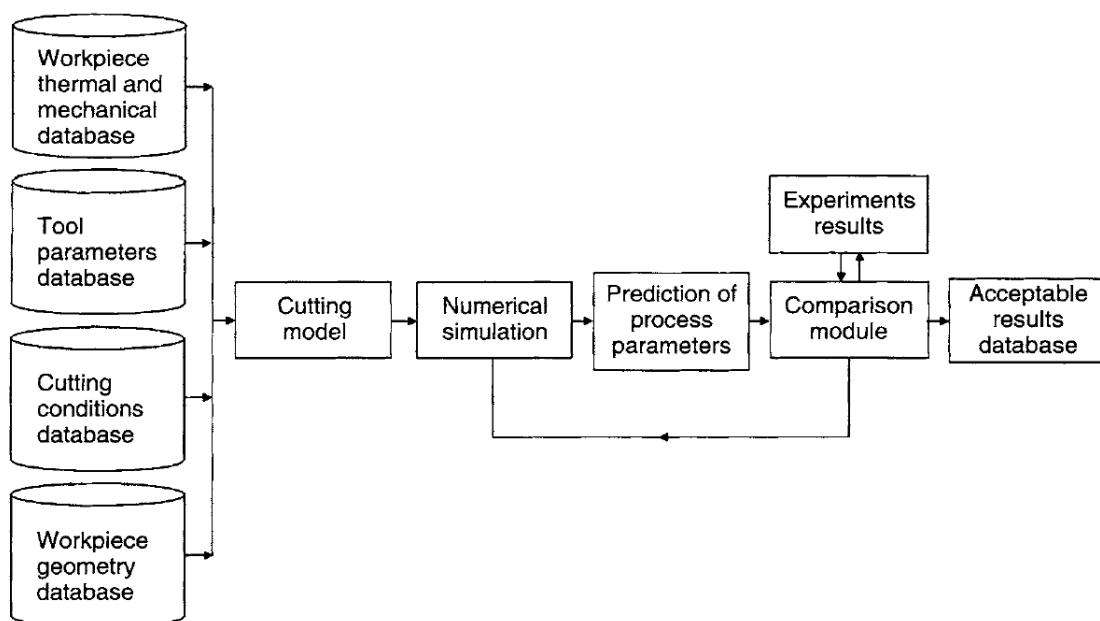 Workpiece
thermal and
mechanical
database
Tool
parameters
database
Cutting
conditions
database
Workpiece
geometry
database
Cutting
model
Numerical
simulation
Prediction of
process
parameters
Experiments
results
Comparison
module
Acceptable
results
database